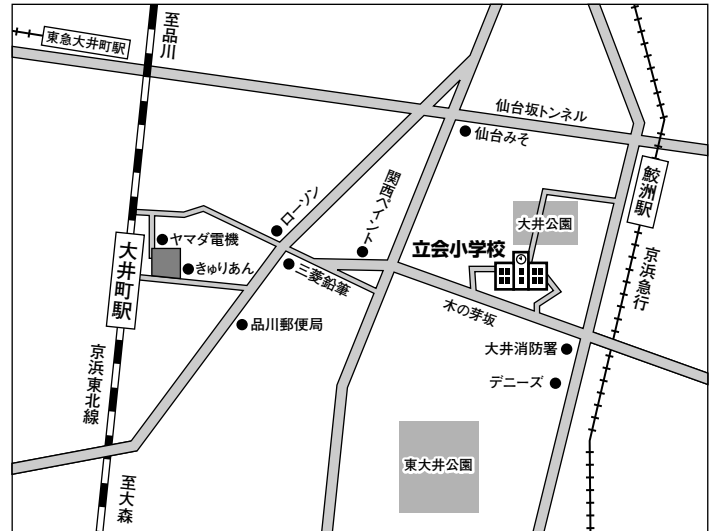 至品川
東急大井町駅
仙台坂トンネル
仙台みそ
関西ペイント
ローソン
鮫洲駅
大井公園
立会小学校
ヤマダ電機
きゅりあん
大井町駅
三菱鉛筆
京浜急行
木の芽坂
品川郵便局
大井消防署
デニーズ
京浜東北線
東大井公園
至大森